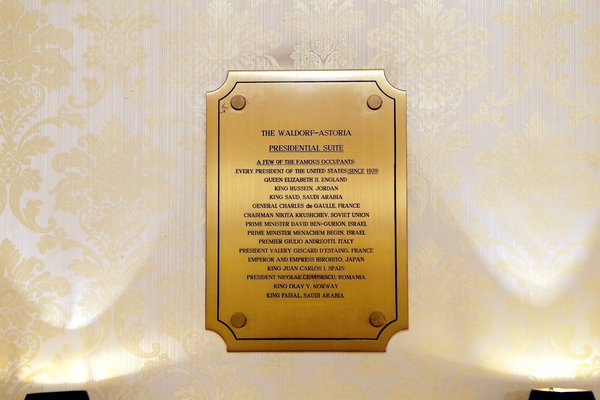 THE WALDORF-ASTORIA
PRESIDENTIAL SUITE
A FEW OF THE FAMOUS OCCUPANTS
EVERY PRESIDENT OF THE UNITED STATES (SINCE 1931)
QUEEN ELIZABETH II, ENGLAND
KING HUSSEIN, JORDAN
KING SAUD, SAUDI ARABIA
GENERAL CHARLES de GAULLE, FRANCE
CHAIRMAN NIKITA KRUSHCHEV, SOVIET UNION
PRIME MINISTER DAVID BEN-GURION, ISRAEL
PRIME MINISTER MENACHEM BEGIN, ISRAEL
PREMIER GIULIO ANDREOTTI, ITALY
PRESIDENT VALERY GISCARD D'ESTAING, FRANCE
EMPEROR AND EMPRESS HIROHITO, JAPAN
KING JUAN CARLOS I, SPAIN
PRESIDENT NICOLAE ROMANIA
KING OLAV V, NORWAY
KING FAISAL, SAUDI ARABIA